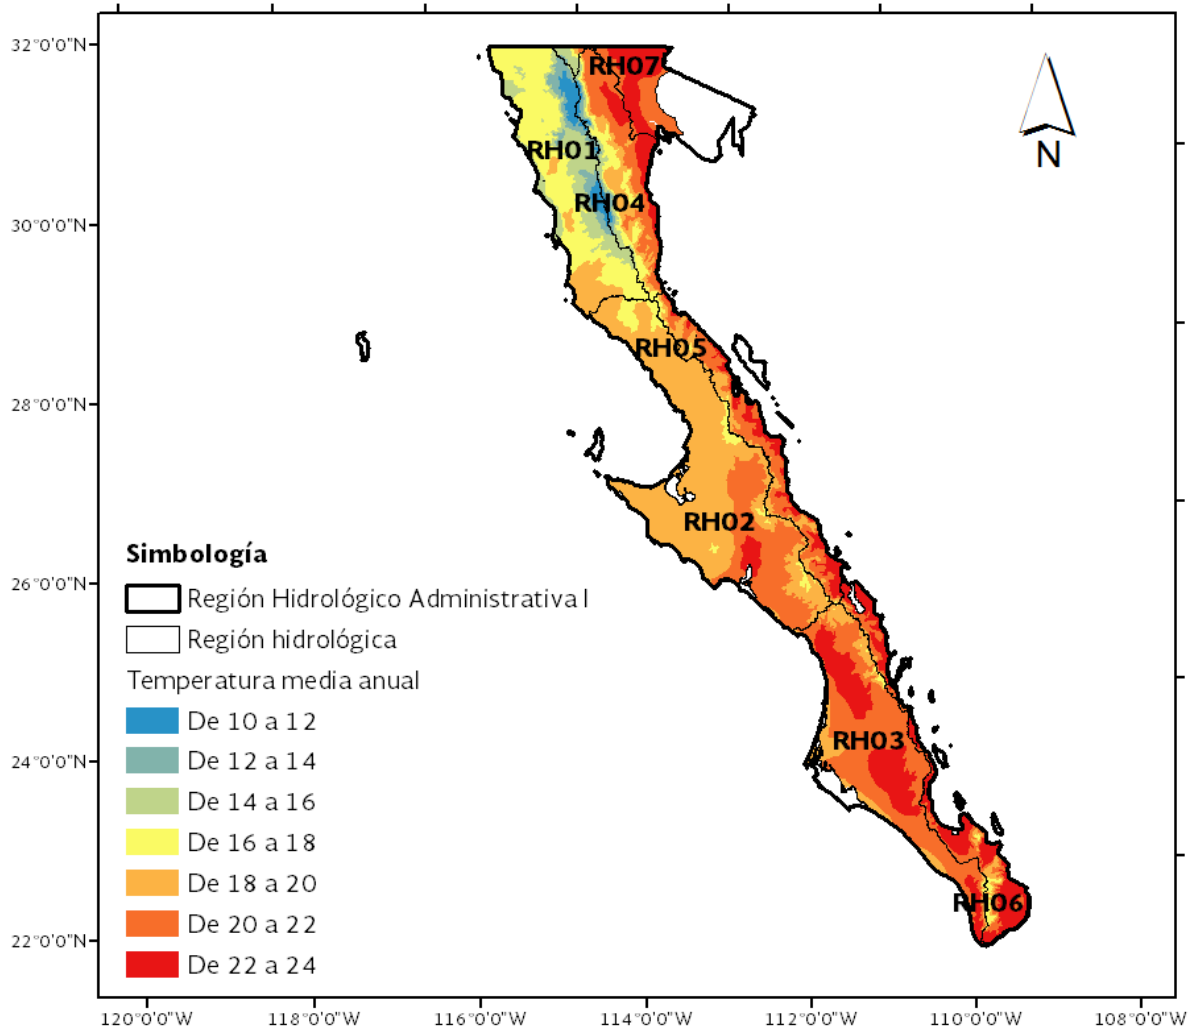 32°0'0"N
30°0'0"N
28°0'0"N
26°0'0"N
24°0'0"N
22°0'0"N
N
RH07
RH01
RH04
RH05
RH02
RH03
RH06
Simbología
Región Hidrológico Administrativa I
Región hidrológica
Temperatura media anual
De 10 a 12
De 12 a 14
De 14 a 16
De 16 a 18
De 18 a 20
De 20 a 22
De 22 a 24
120°0'0"W 118°0'0"W 116°0'0"W 114°0'0"W 112°0'0"W 110°0'0"W 108°0'0"W